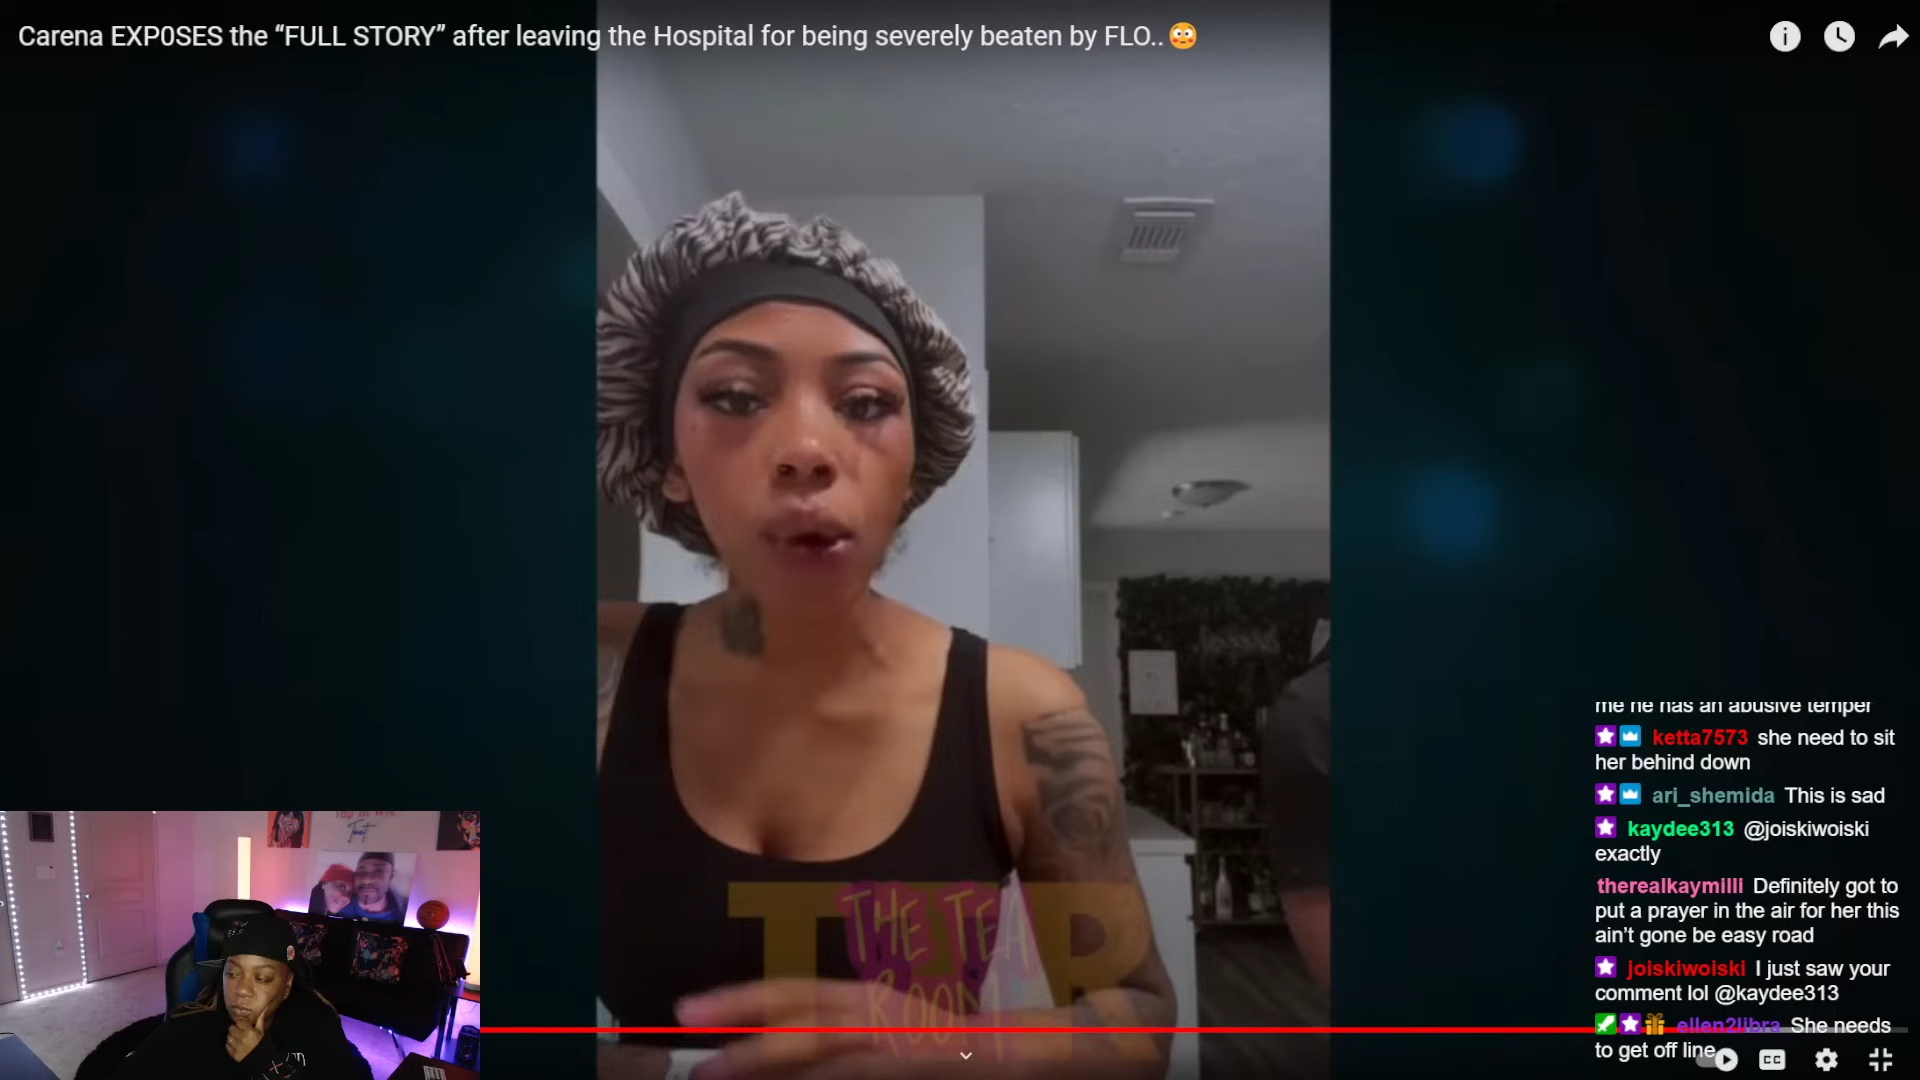 Carena EXP0SES the “FULL STORY” after leaving the Hospital for being severely beaten by FLO..😳
me he has an abusive temper
ketta7573 she need to sit
her behind down
ari_shemida This is sad
kaydee313 @joiskiwoiski
exactly
therealkaymilli Definitely got to
put a prayer in the air for her this
ain’t gone be easy road
joiskiwoiski I just saw your
comment lol @kaydee313
ellen2libra She needs
to get off line
THE TEA
ROOM
CC